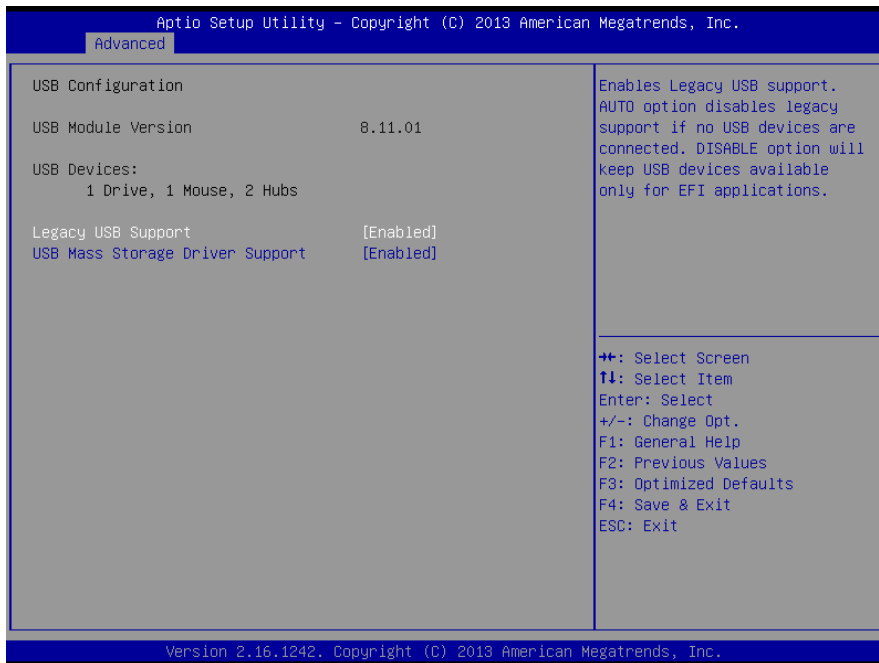 Aptio Setup Utility – Copyright (C) 2013 American Megatrends, Inc.
Advanced
USB Configuration
USB Module Version 8.11.01
USB Devices:
1 Drive, 1 Mouse, 2 Hubs
Legacy USB Support [Enabled]
USB Mass Storage Driver Support [Enabled]
Enables Legacy USB support.
AUTO option disables legacy
support if no USB devices are
connected. DISABLE option will
keep USB devices available
only for EFI applications.
→←: Select Screen
↑↓: Select Item
Enter: Select
+/-: Change Opt.
F1: General Help
F2: Previous Values
F3: Optimized Defaults
F4: Save & Exit
ESC: Exit
Version 2.16.1242. Copyright (C) 2013 American Megatrends, Inc.